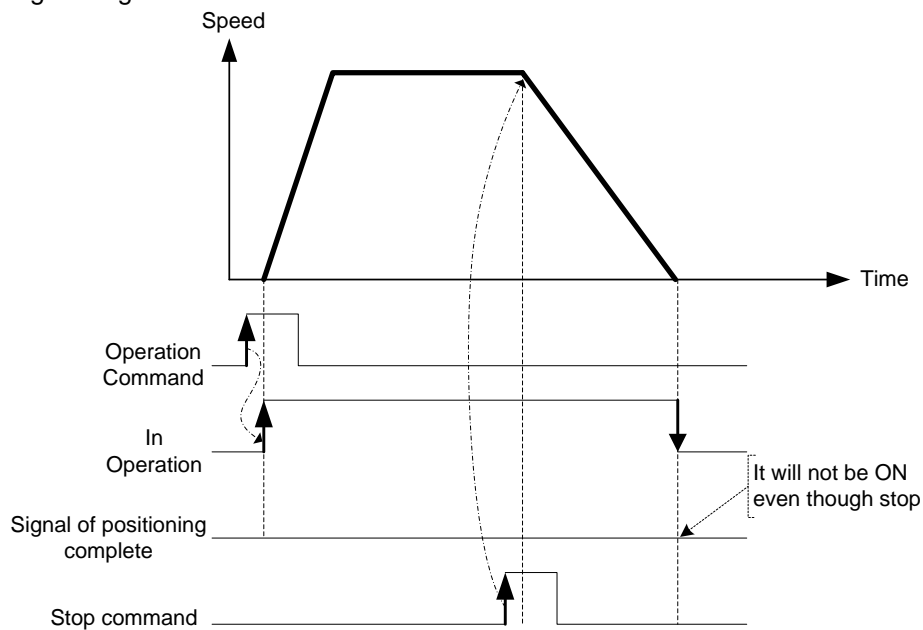 Speed
Time
Operation
Command
In
Operation
It will not be ON
even though stop
Signal of positioning
complete
Stop command